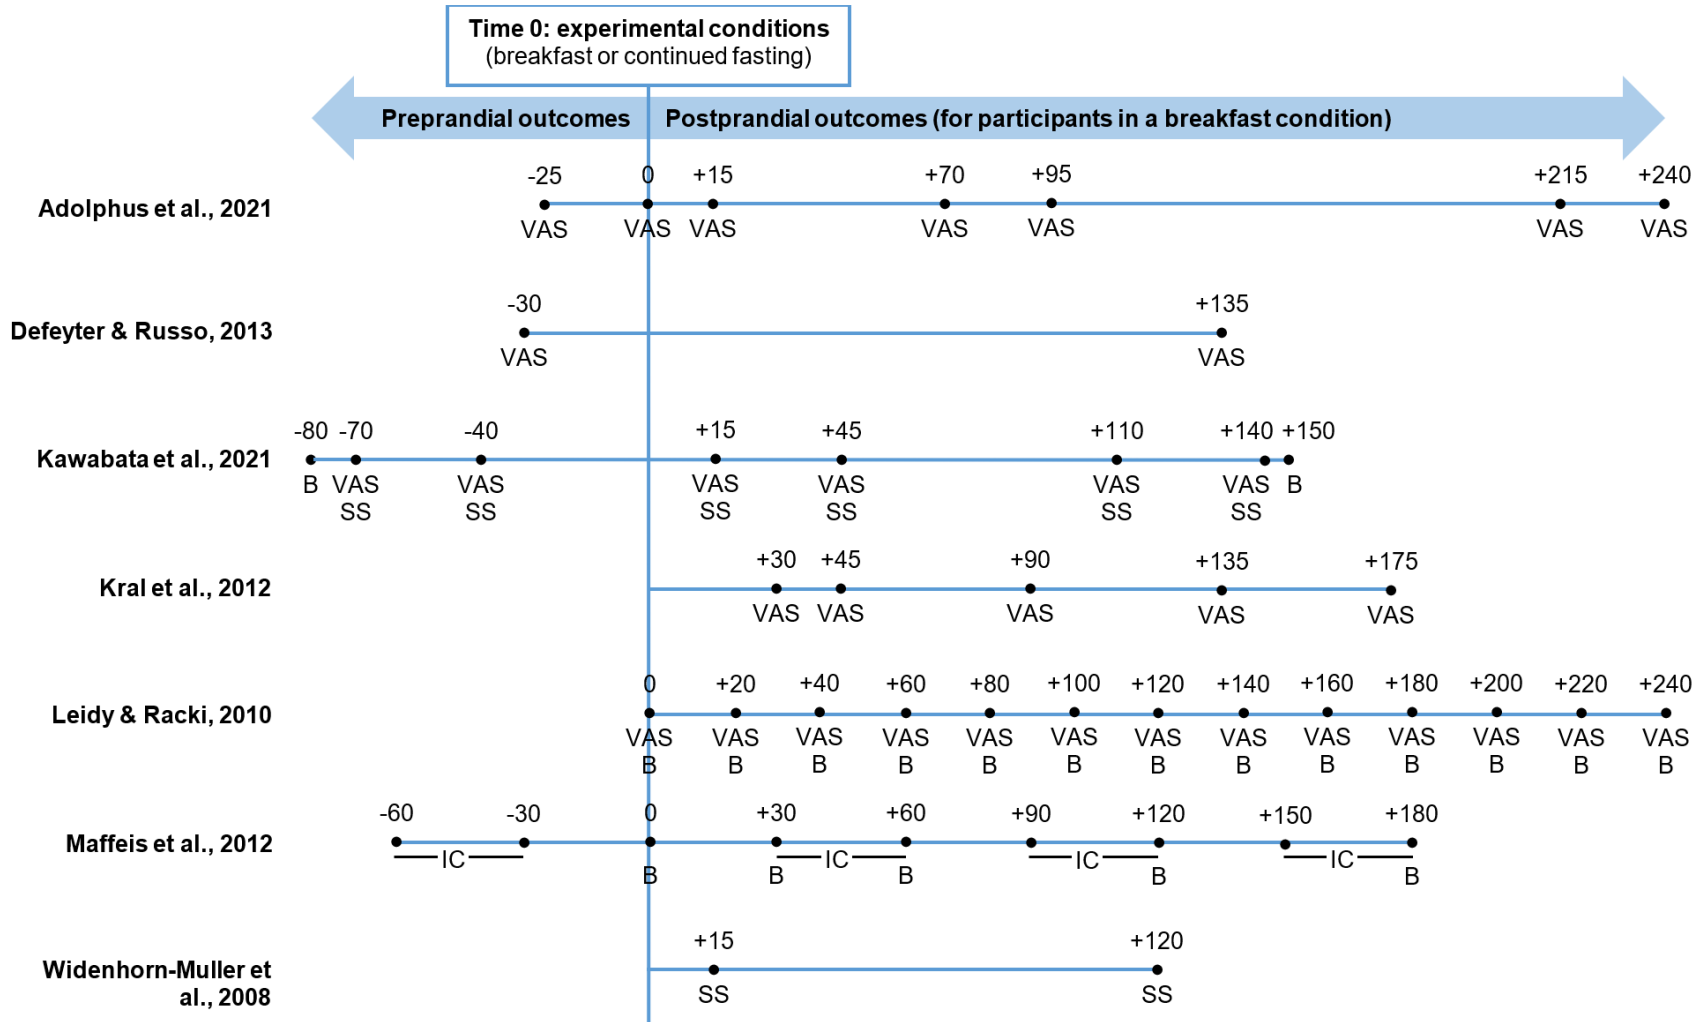 Time 0: experimental conditions
(breakfast or continued fasting)
Preprandial outcomes
Postprandial outcomes (for participants in a breakfast condition)
-25 0 +15 +70 +95 +215 +240
Adolphus et al., 2021
VAS VAS VAS VAS VAS VAS VAS
-30 +135
Defeyter & Russo, 2013
VAS VAS
-80 -70 -40 +15 +45 +110 +140 +150
Kawabata et al., 2021
B VAS VAS VAS VAS VAS VAS B
SS SS SS SS SS SS
+30 +45 +90 +135 +175
Kral et al., 2012
VAS VAS VAS VAS VAS
0 +20 +40 +60 +80 +100 +120 +140 +160 +180 +200 +220 +240
Leidy & Racki, 2010
VAS VAS VAS VAS VAS VAS VAS VAS VAS VAS VAS VAS VAS
B B B B B B B B B B B B B
-60 -30 0 +30 +60 +90 +120 +150 +180
Maffeis et al., 2012
IC IC IC IC
B B B B B
+15 +120
Widenhorn-Muller et
al., 2008
SS SS